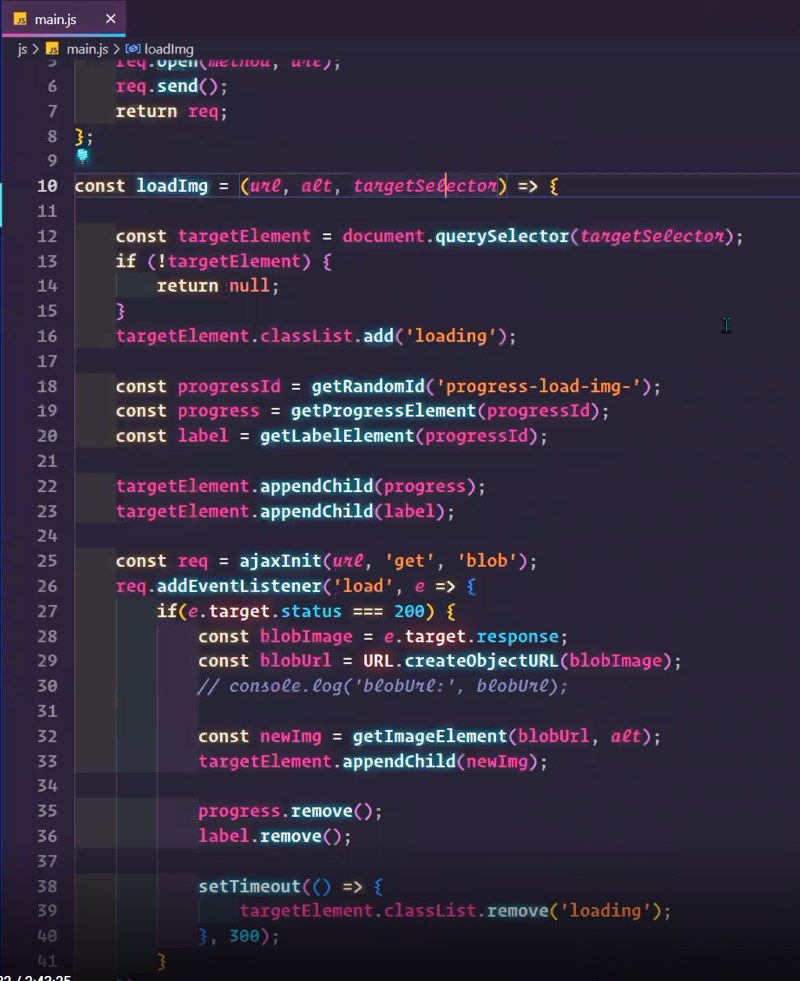 JS main.js ×
js > JS main.js > loadImg
5 req.open(method, url);
6 req.send();
7 return req;
8 };
9
10 const loadImg = (url, alt, targetSelector) => {
11
12 const targetElement = document.querySelector(targetSelector);
13 if (!targetElement) {
14 return null;
15 }
16 targetElement.classList.add('loading');
17
18 const progressId = getRandomId('progress-load-img-');
19 const progress = getProgressElement(progressId);
20 const label = getLabelElement(progressId);
21
22 targetElement.appendChild(progress);
23 targetElement.appendChild(label);
24
25 const req = ajaxInit(url, 'get', 'blob');
26 req.addEventListener('load', e => {
27 if(e.target.status === 200) {
28 const blobImage = e.target.response;
29 const blobUrl = URL.createObjectURL(blobImage);
30 // console.log('blobUrl:', blobUrl);
31
32 const newImg = getImageElement(blobUrl, alt);
33 targetElement.appendChild(newImg);
34
35 progress.remove();
36 label.remove();
37
38 setTimeout(() => {
39 targetElement.classList.remove('loading');
40 }, 300);
41 }